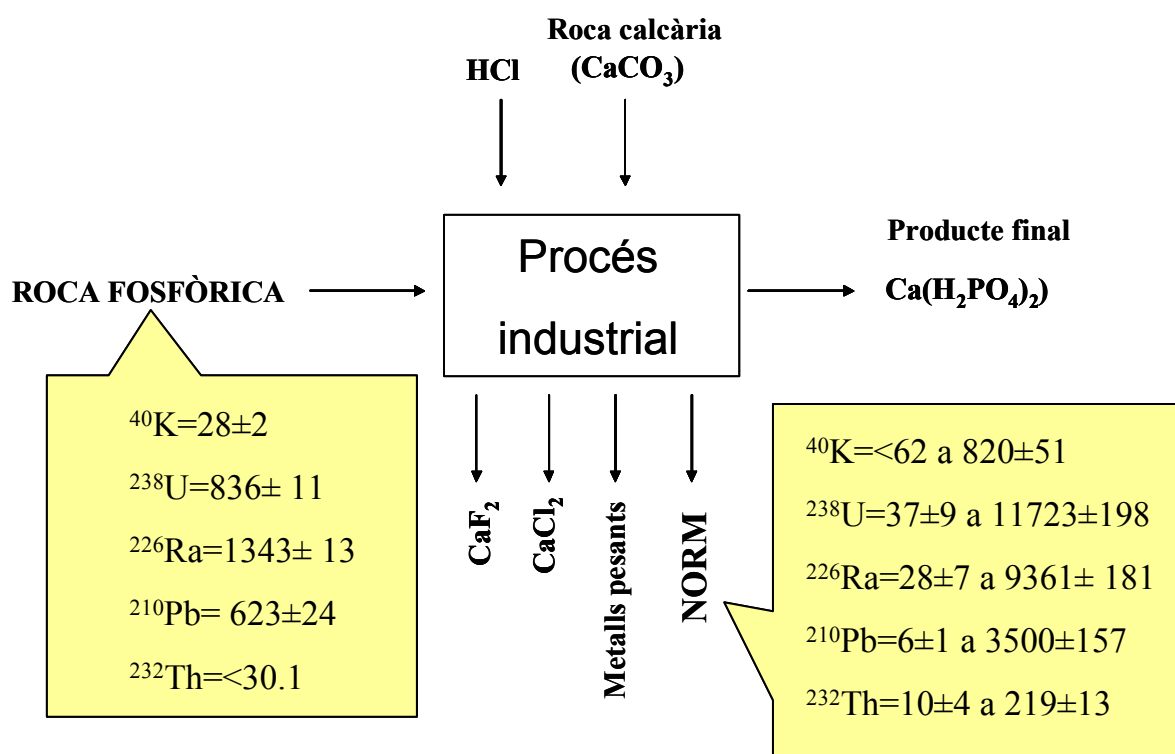 Roca calcària
HCl
(CaCO₃)
Procés
industrial
Producte final
Ca(H₂PO₄)₂)
ROCA FOSFÒRICA
⁴⁰K=28±2
²³⁸U=836± 11
²²⁶Ra=1343± 13
²¹⁰Pb= 623±24
²³²Th=<30.1
CaF₂
CaCl₂
Metalls pesants
NORM
⁴⁰K=<62 a 820±51
²³⁸U=37±9 a 11723±198
²²⁶Ra=28±7 a 9361± 181
²¹⁰Pb=6±1 a 3500±157
²³²Th=10±4 a 219±13